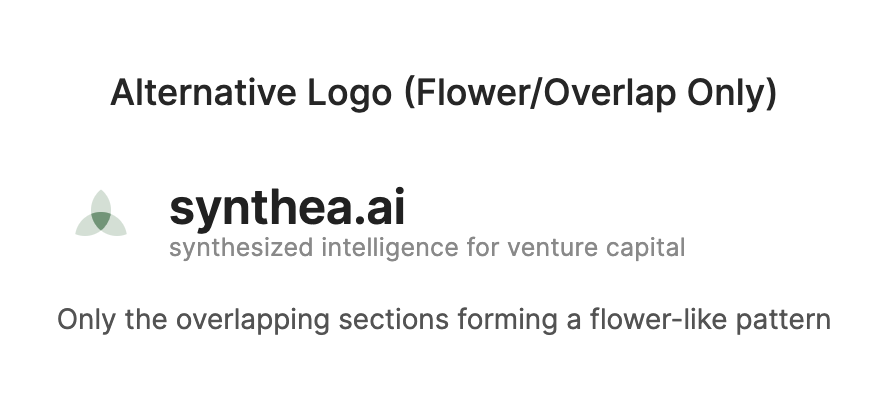 Alternative Logo (Flower/Overlap Only)
synthea.ai
synthesized intelligence for venture capital
Only the overlapping sections forming a flower-like pattern